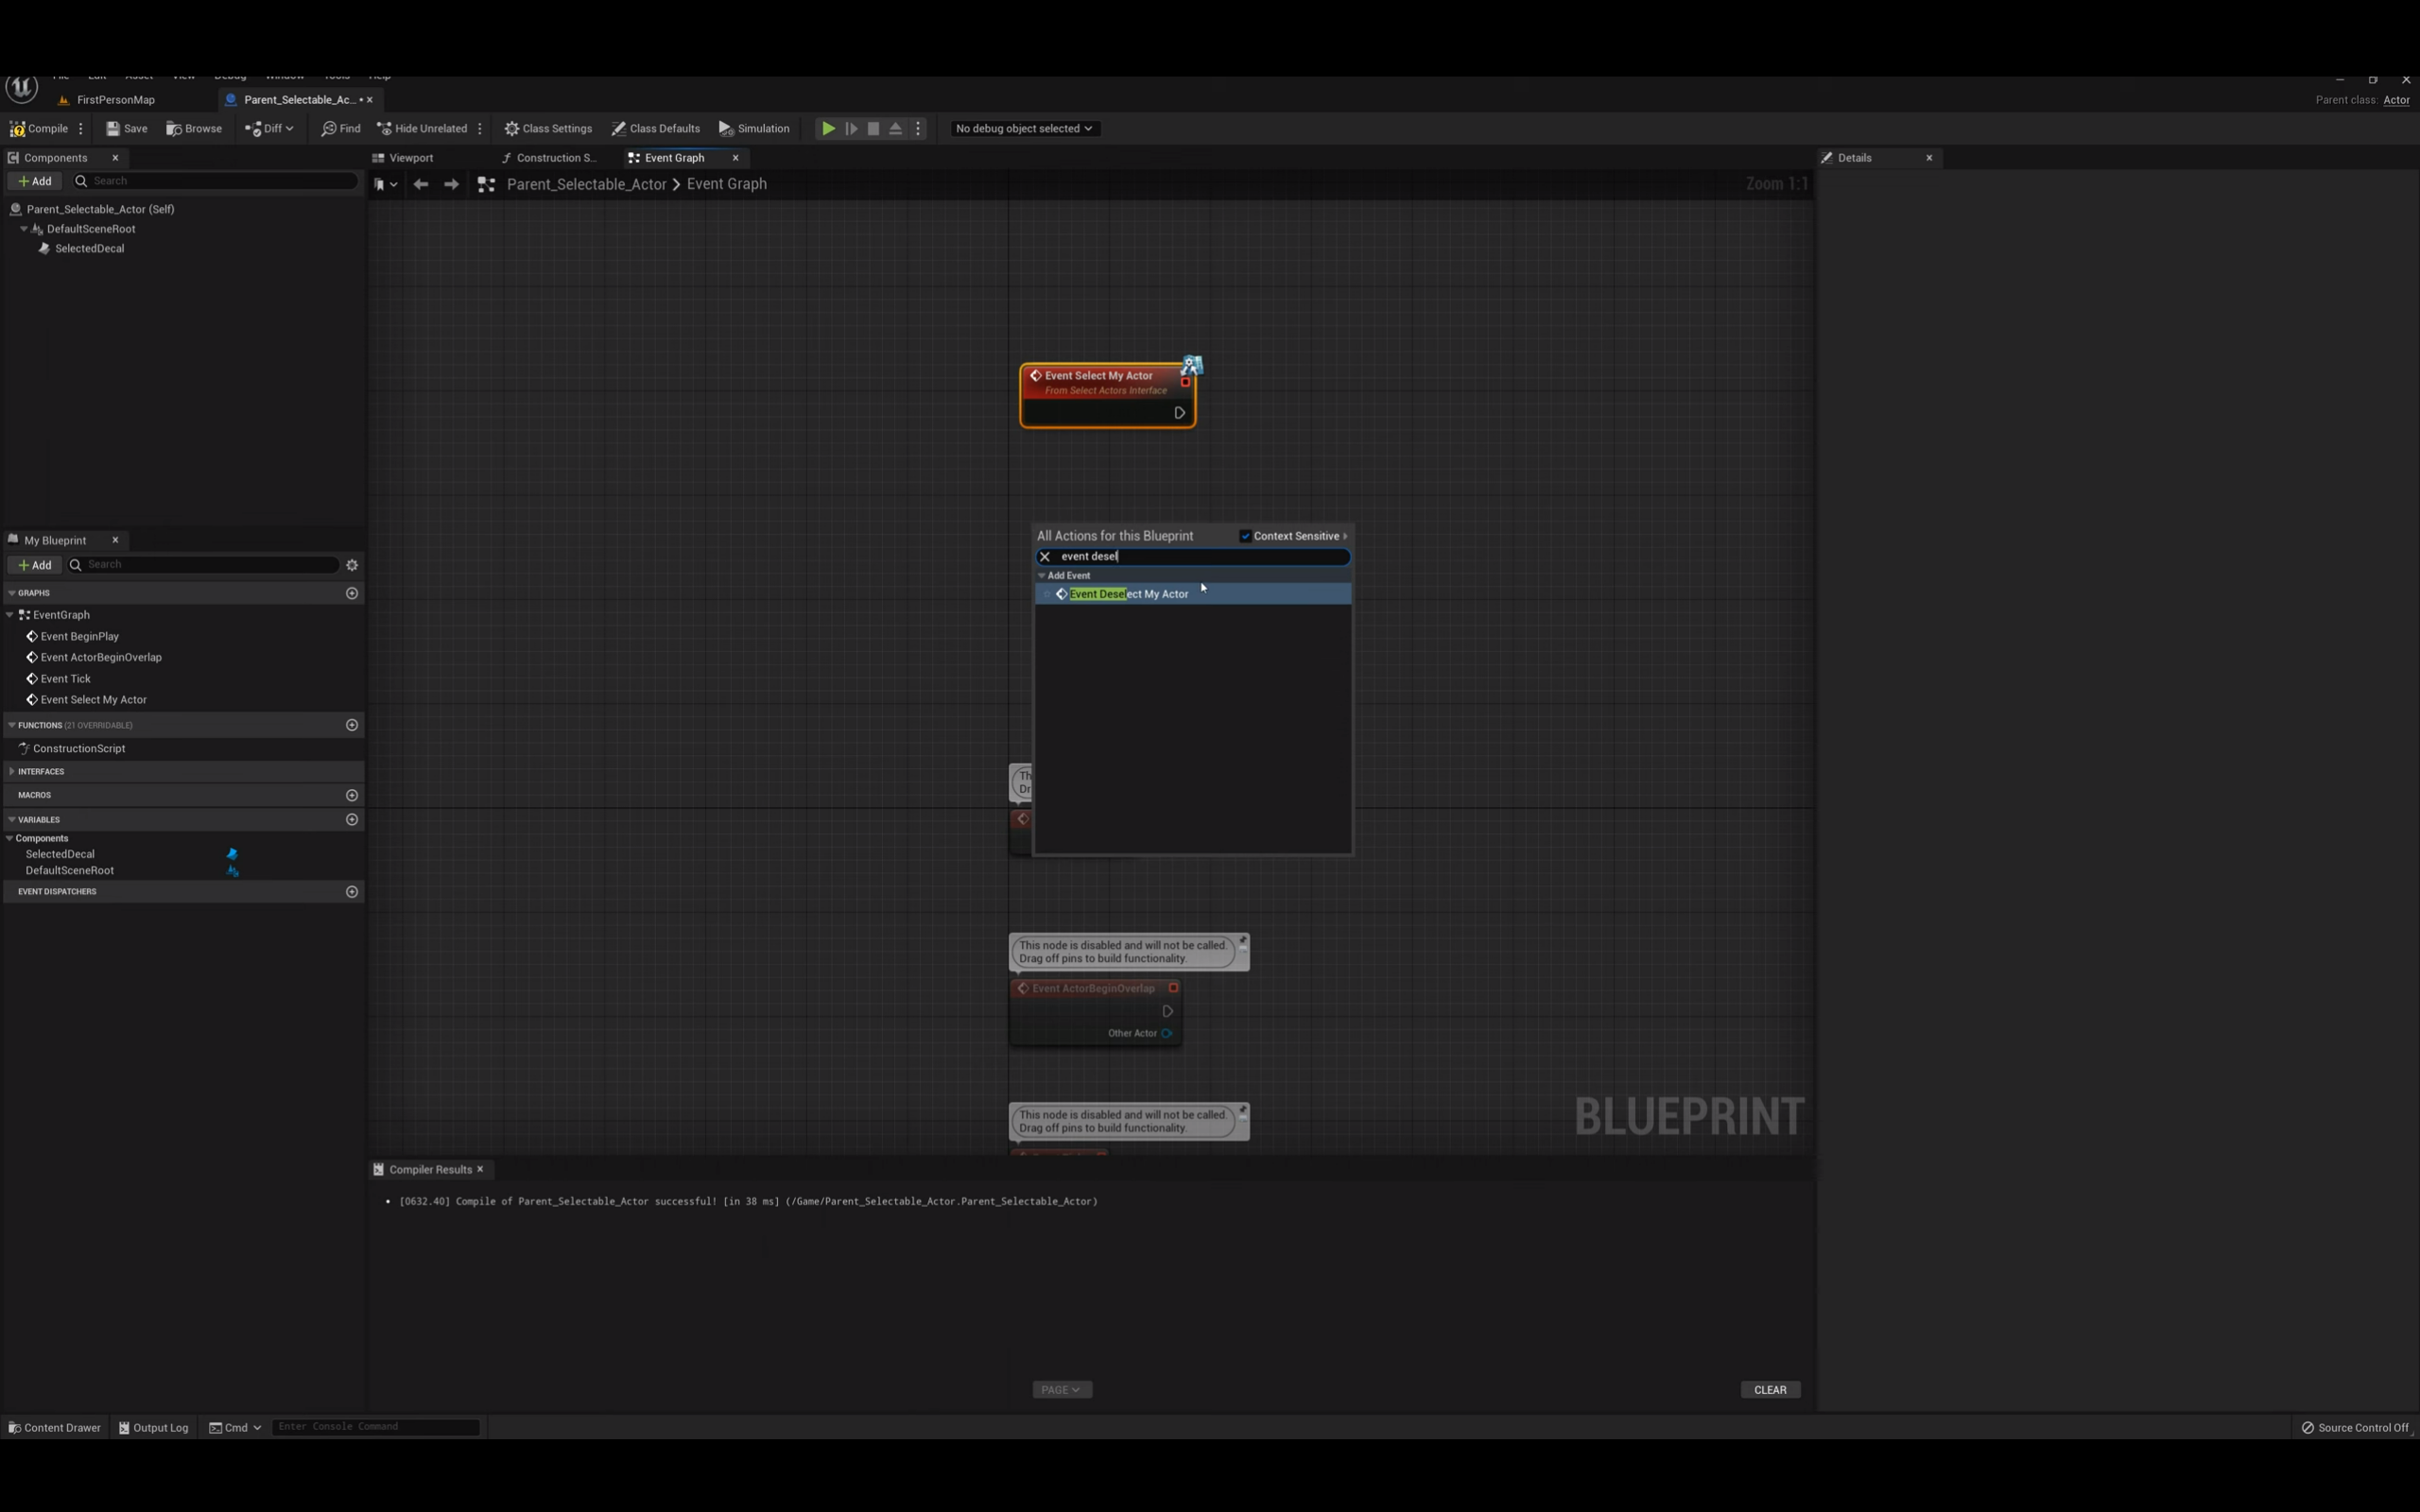 File Edit Asset View Debug Window Tools Help
FirstPersonMap
Parent_Selectable_Ac... •
Parent class: Actor
Compile
Save
Browse
Diff
Find
Hide Unrelated
Class Settings
Class Defaults
Simulation
No debug object selected
Components
Add
Search
Parent_Selectable_Actor (Self)
DefaultSceneRoot
SelectedDecal
My Blueprint
Add
Search
GRAPHS
EventGraph
Event BeginPlay
Event ActorBeginOverlap
Event Tick
Event Select My Actor
FUNCTIONS (21 OVERRIDABLE)
ConstructionScript
INTERFACES
MACROS
VARIABLES
Components
SelectedDecal
DefaultSceneRoot
EVENT DISPATCHERS
Viewport
Construction S...
Event Graph
Parent_Selectable_Actor > Event Graph
Zoom 1:1
Event Select My Actor
From Select Actors Interface
All Actions for this Blueprint
Context Sensitive
event desel
Add Event
Event Deselect My Actor
Th
Dr
This node is disabled and will not be called.
Drag off pins to build functionality.
Event ActorBeginOverlap
Other Actor
This node is disabled and will not be called.
Drag off pins to build functionality.
BLUEPRINT
Compiler Results
• [0632.40] Compile of Parent_Selectable_Actor successful! [in 38 ms] (/Game/Parent_Selectable_Actor.Parent_Selectable_Actor)
PAGE
CLEAR
Details
Content Drawer
Output Log
Cmd
Enter Console Command
Source Control Off